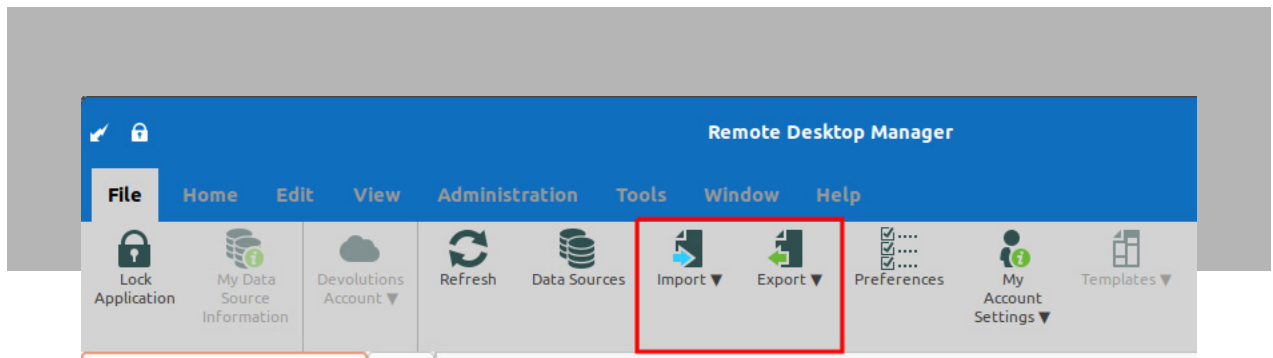 Remote Desktop Manager
File Home Edit View Administration Tools Window Help
Lock Application
My Data Source Information
Devolutions Account ▼
Refresh
Data Sources
Import ▼
Export ▼
Preferences
My Account Settings ▼
Templates ▼